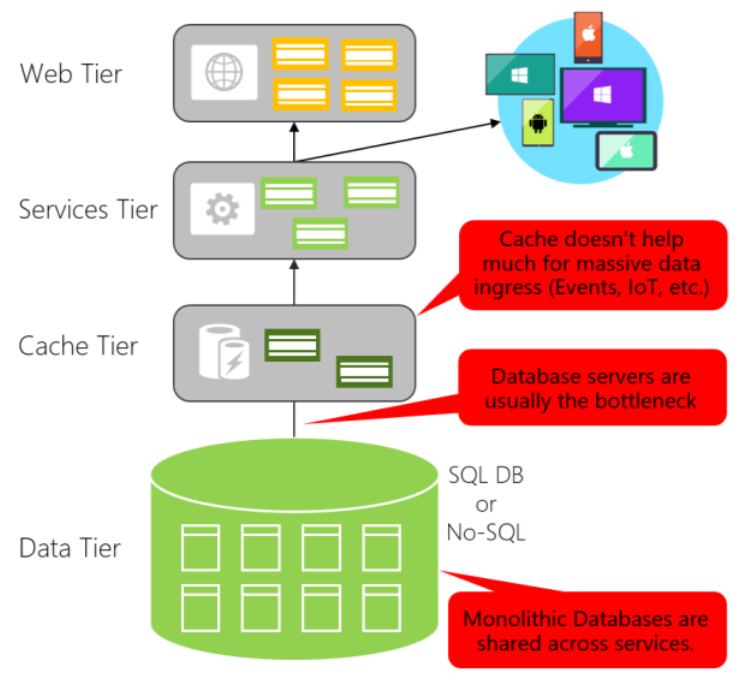 Web Tier
Services Tier
Cache doesn't help
much for massive data
ingress (Events, IoT, etc.)
Cache Tier
Database servers are
usually the bottleneck
SQL DB
or
No-SQL
Data Tier
Monolithic Databases are
shared across services.